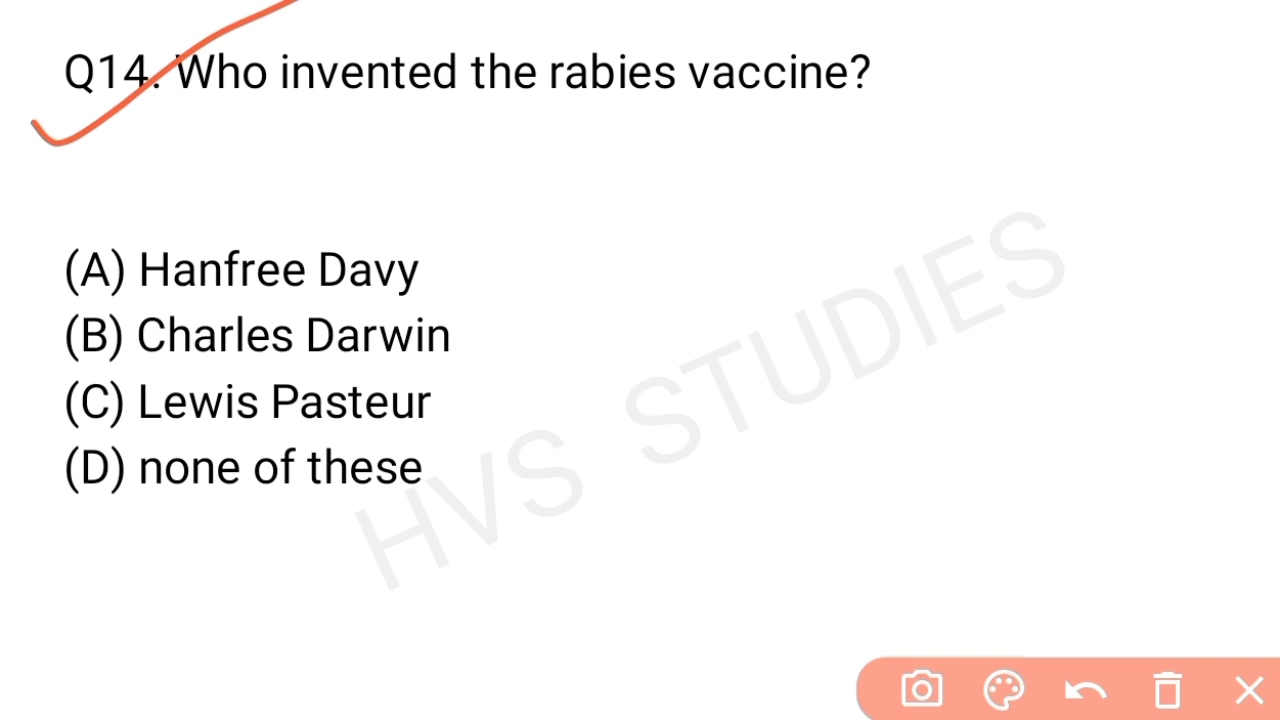 Q14. Who invented the rabies vaccine?
(A) Hanfree Davy
(B) Charles Darwin
(C) Lewis Pasteur
(D) none of these
HVS STUDIES